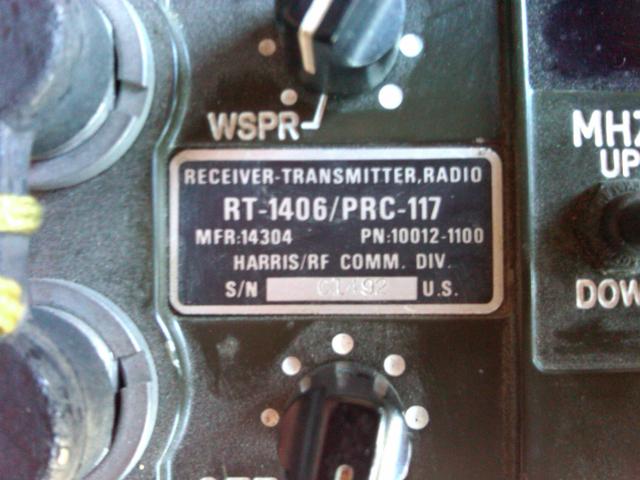 WSPR
RECEIVER-TRANSMITTER,RADIO
RT-1406/PRC-117
MFR:14304 PN:10012-1100
HARRIS/RF COMM. DIV.
S/N U.S.
MHZ
UP